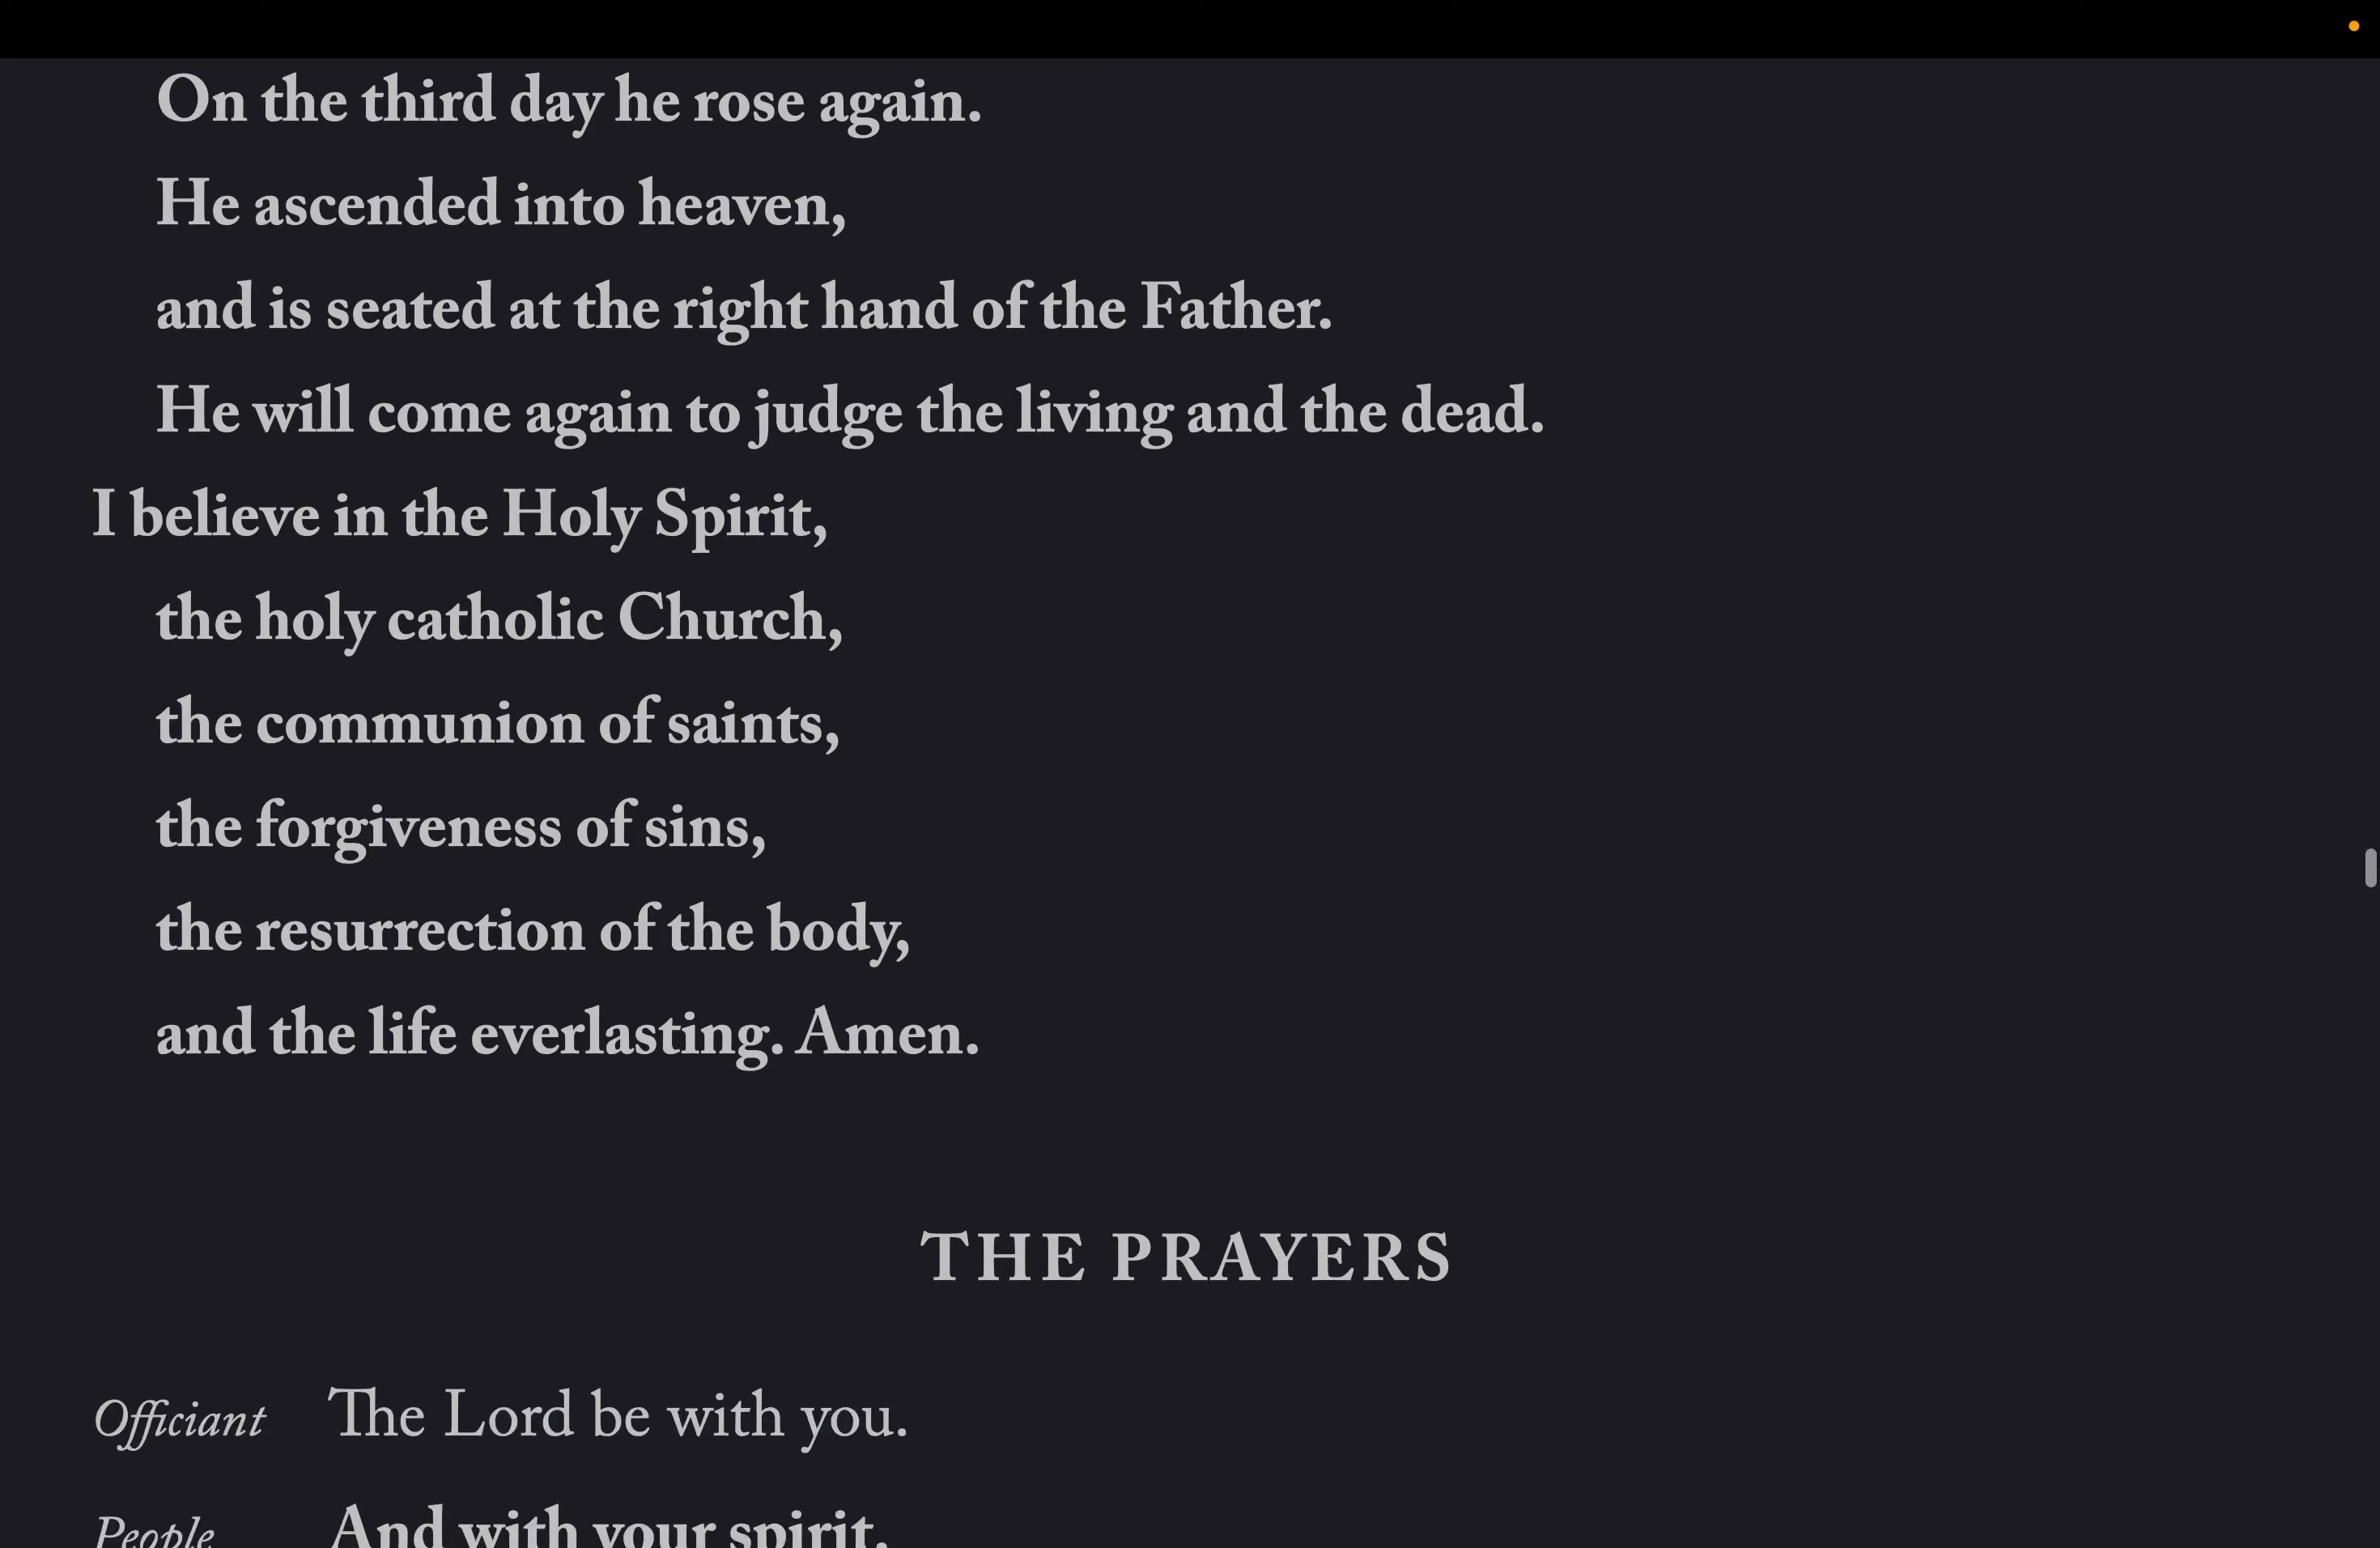 On the third day he rose again.
He ascended into heaven,
and is seated at the right hand of the Father.
He will come again to judge the living and the dead.
I believe in the Holy Spirit,
the holy catholic Church,
the communion of saints,
the forgiveness of sins,
the resurrection of the body,
and the life everlasting. Amen.
THE PRAYERS
Officiant The Lord be with you.
People And with your spirit.